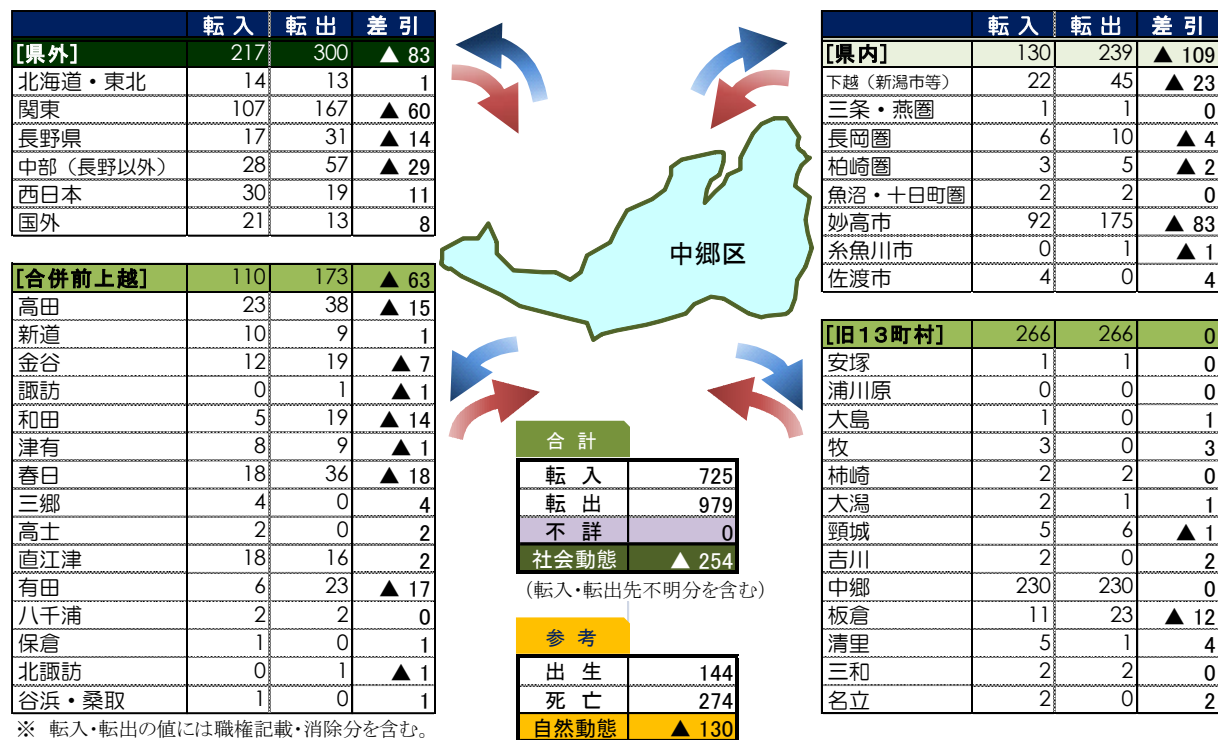 転 入 転 出 差 引
[県外] 217 300 ▲ 83
北海道・東北 14 13 1
関東 107 167 ▲ 60
長野県 17 31 ▲ 14
中部（長野以外） 28 57 ▲ 29
西日本 30 19 11
国外 21 13 8
[合併前上越] 110 173 ▲ 63
高田 23 38 ▲ 15
新道 10 9 1
金谷 12 19 ▲ 7
諏訪 0 1 ▲ 1
和田 5 19 ▲ 14
津有 8 9 ▲ 1
春日 18 36 ▲ 18
三郷 4 0 4
高士 2 0 2
直江津 18 16 2
有田 6 23 ▲ 17
八千浦 2 2 0
保倉 1 0 1
北諏訪 0 1 ▲ 1
谷浜・桑取 1 0 1
※ 転入・転出の値には職権記載・消除分を含む。
中郷区
合 計
転 入 725
転 出 979
不 詳 0
社会動態 ▲ 254
（転入・転出先不明分を含む）
参 考
出 生 144
死 亡 274
自然動態 ▲ 130
転 入 転 出 差 引
[県内] 130 239 ▲ 109
下越（新潟市等） 22 45 ▲ 23
三条・燕圏 1 1 0
長岡圏 6 10 ▲ 4
柏崎圏 3 5 ▲ 2
魚沼・十日町圏 2 2 0
妙高市 92 175 ▲ 83
糸魚川市 0 1 ▲ 1
佐渡市 4 0 4
[旧13町村] 266 266 0
安塚 1 1 0
浦川原 0 0 0
大島 1 0 1
牧 3 0 3
柿崎 2 2 0
大潟 2 1 1
頸城 5 6 ▲ 1
吉川 2 0 2
中郷 230 230 0
板倉 11 23 ▲ 12
清里 5 1 4
三和 2 2 0
名立 2 0 2